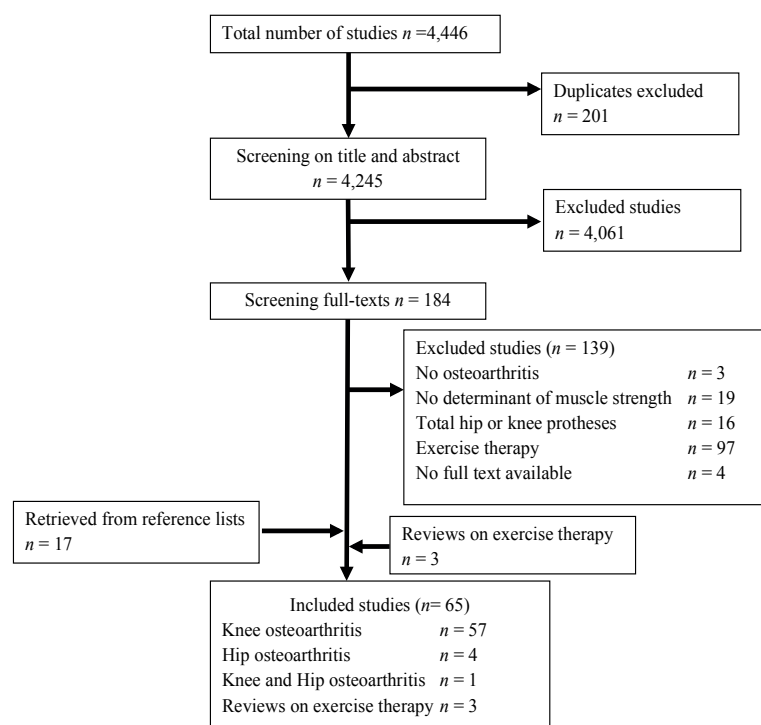 Total number of studies n =4,446
Duplicates excluded
n = 201
Screening on title and abstract
n = 4,245
Excluded studies
n = 4,061
Screening full-texts n = 184
Excluded studies (n = 139)
No osteoarthritis n = 3
No determinant of muscle strength n = 19
Total hip or knee protheses n = 16
Exercise therapy n = 97
No full text available n = 4
Retrieved from reference lists
n = 17
Reviews on exercise therapy
n = 3
Included studies (n= 65)
Knee osteoarthritis n = 57
Hip osteoarthritis n = 4
Knee and Hip osteoarthritis n = 1
Reviews on exercise therapy n = 3